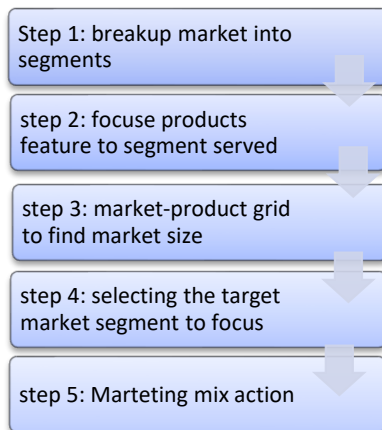 Step 1: breakup market into
segments
step 2: focuse products
feature to segment served
step 3: market-product grid
to find market size
step 4: selecting the target
market segment to focus
step 5: Marteting mix action